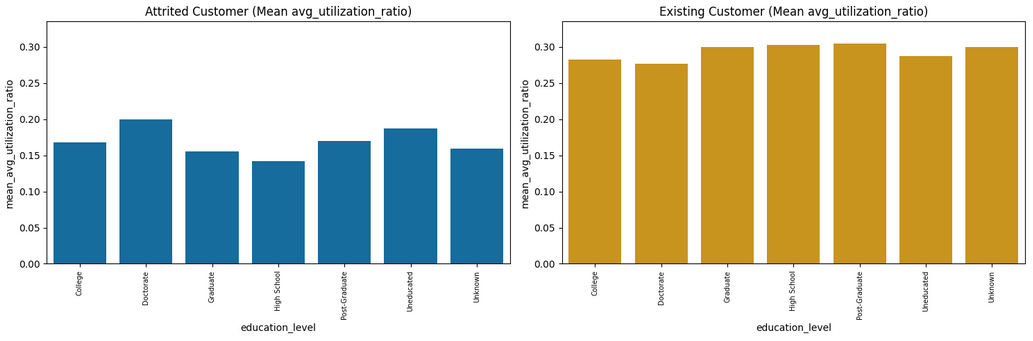 Attrited Customer (Mean avg_utilization_ratio)
mean_avg_utilization_ratio
0.30
0.25
0.20
0.15
0.10
0.05
0.00
College
Doctorate
Graduate
High School
Post-Graduate
Uneducated
Unknown
education_level
Existing Customer (Mean avg_utilization_ratio)
mean_avg_utilization_ratio
0.30
0.25
0.20
0.15
0.10
0.05
0.00
College
Doctorate
Graduate
High School
Post-Graduate
Uneducated
Unknown
education_level